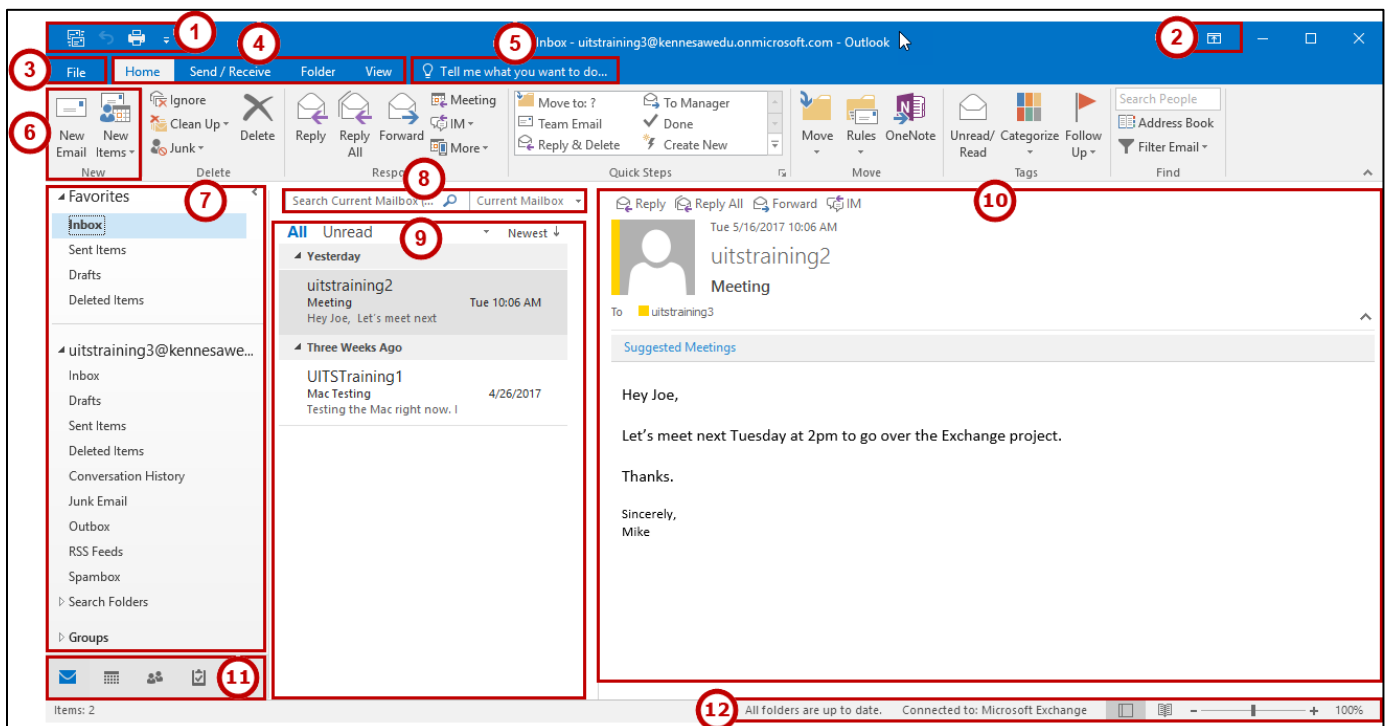 1
2
3
4
5
Inbox - uitstraining3@kennesawedu.onmicrosoft.com - Outlook
File
Home
Send / Receive
Folder
View
Tell me what you want to do...
6
New Email
New Items
New
Ignore
Clean Up
Junk
Delete
Delete
Reply
Reply All
Forward
Meeting
IM
More
Move to: ?
Team Email
Reply & Delete
To Manager
Done
Create New
Quick Steps
Move
Rules
OneNote
Move
Unread/ Read
Categorize
Follow Up
Tags
Search People
Address Book
Filter Email
Find
7
Favorites
Inbox
Sent Items
Drafts
Deleted Items
uitstraining3@kennesawe...
Inbox
Drafts
Sent Items
Deleted Items
Conversation History
Junk Email
Outbox
RSS Feeds
Spambox
Search Folders
Groups
11
Items: 2
8
Search Current Mailbox
Current Mailbox
9
All
Unread
Newest
Yesterday
uitstraining2
Meeting
Tue 10:06 AM
Hey Joe, Let's meet next
Three Weeks Ago
UITSTraining1
Mac Testing
4/26/2017
Testing the Mac right now. I
10
Reply
Reply All
Forward
IM
Tue 5/16/2017 10:06 AM
uitstraining2
Meeting
To uitstraining3
Suggested Meetings
Hey Joe,
Let's meet next Tuesday at 2pm to go over the Exchange project.
Thanks.
Sincerely,
Mike
12
All folders are up to date.
Connected to: Microsoft Exchange
100%